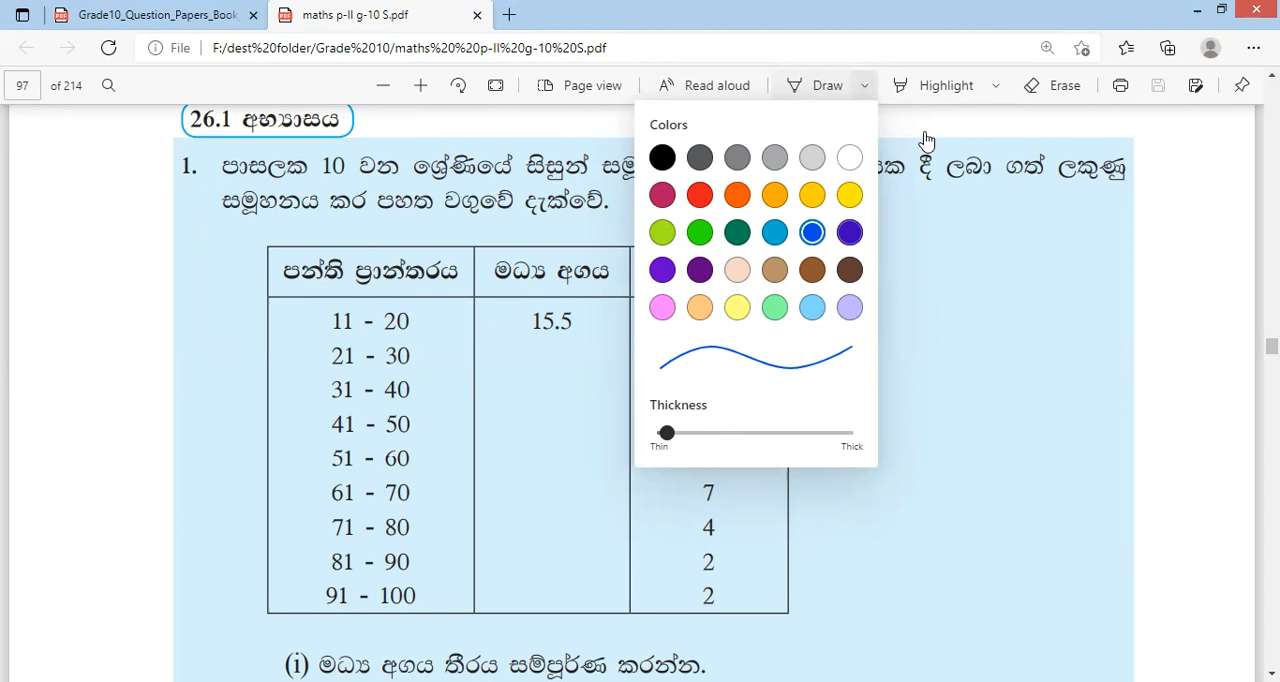 Grade10_Question_Papers_Book
maths p-II g-10 S.pdf
File
F:/dest%20folder/Grade%2010/maths%20%20p-II%20g-10%20S.pdf
97 of 214
Page view
Read aloud
Draw
Highlight
Erase
Colors
Thickness
Thin
Thick
26.1 අභ්‍යාසය
1. පාසලක 10 වන ශ්‍රේණියේ සිසුන් දී ලබා ගත් ලකුණු
සමූහනය කර පහත වගුවේ දැක්වේ.
පන්ති ප්‍රාන්තරය මධ්‍ය අගය
11 - 20 15.5
21 - 30
31 - 40
41 - 50
51 - 60
61 - 70 7
71 - 80 4
81 - 90 2
91 - 100 2
(i) මධ්‍ය අගය තීරය සම්පූර්ණ කරන්න.